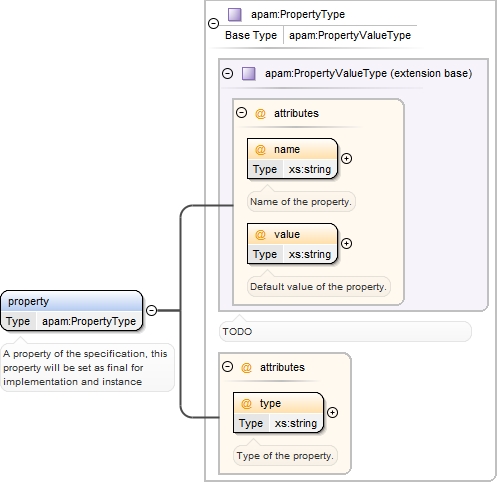 apam:PropertyType
Base Type apam:PropertyValueType
apam:PropertyValueType (extension base)
@ attributes
@ name
Type xs:string
Name of the property.
@ value
Type xs:string
Default value of the property.
property
Type apam:PropertyType
A property of the specification, this
property will be set as final for
implementation and instance
TODO
@ attributes
@ type
Type xs:string
Type of the property.